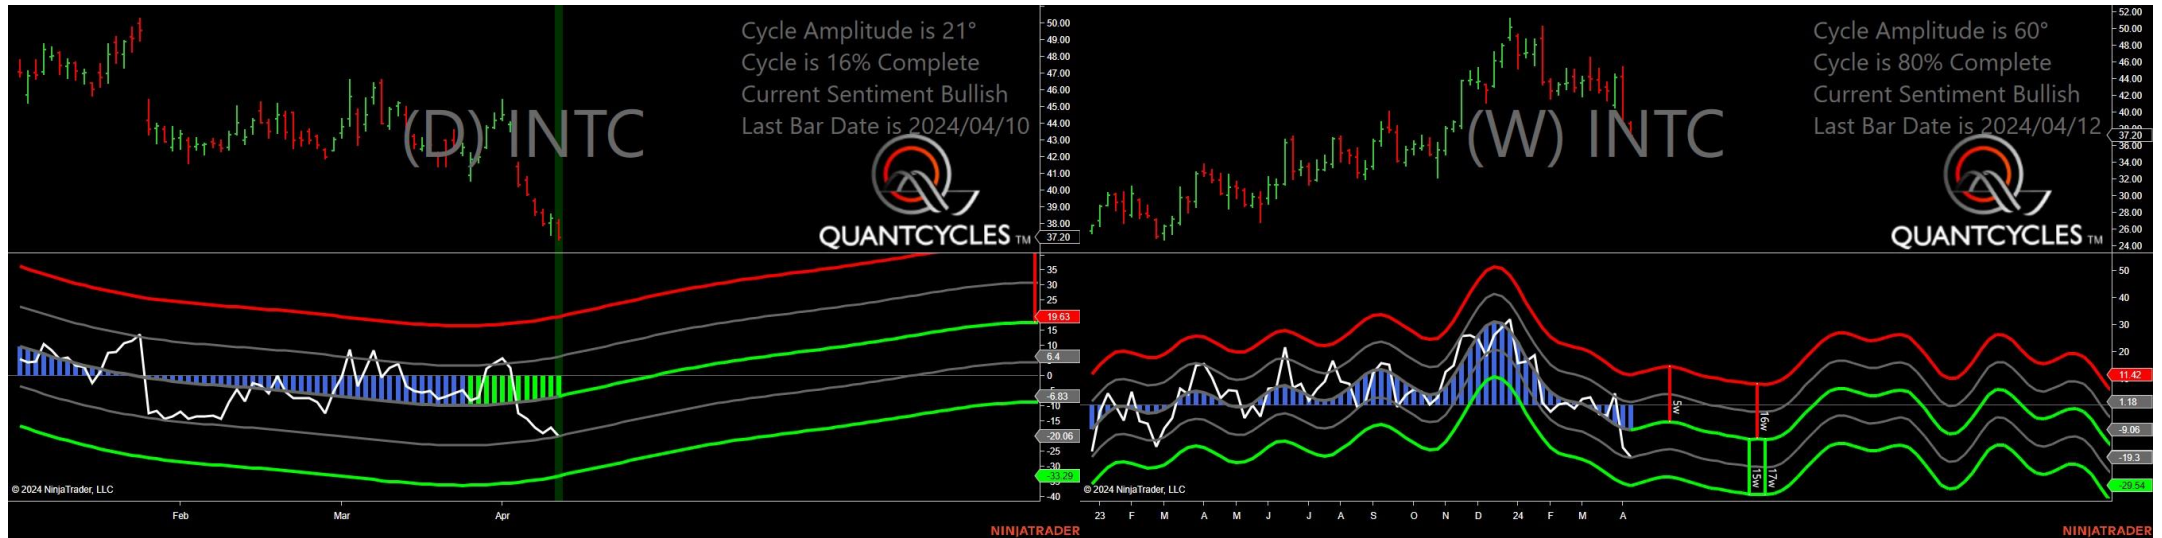 Cycle Amplitude is 21°
Cycle is 16% Complete
Current Sentiment Bullish
Last Bar Date is 2024/04/10
(D) INTC
QUANTCYCLES TM
50.00
49.00
48.00
47.00
46.00
45.00
44.00
43.00
42.00
41.00
40.00
39.00
38.00
37.20
35
30
25
19.63
15
10
6.4
0
-6.83
-10
-15
-20.06
-25
-30
-33.29
-40
© 2024 NinjaTrader, LLC
Feb Mar Apr
NINJATRADER
Cycle Amplitude is 60°
Cycle is 80% Complete
Current Sentiment Bullish
Last Bar Date is 2024/04/12
(W) INTC
QUANTCYCLES TM
52.00
50.00
48.00
46.00
44.00
42.00
40.00
37.20
36.00
34.00
32.00
30.00
28.00
26.00
24.00
50
40
30
20
11.42
1.18
-9.06
-19.3
-29.54
5w
16w
15w
17w
© 2024 NinjaTrader, LLC
23 F M A M J J A S O N D 24 F M A
NINJATRADER